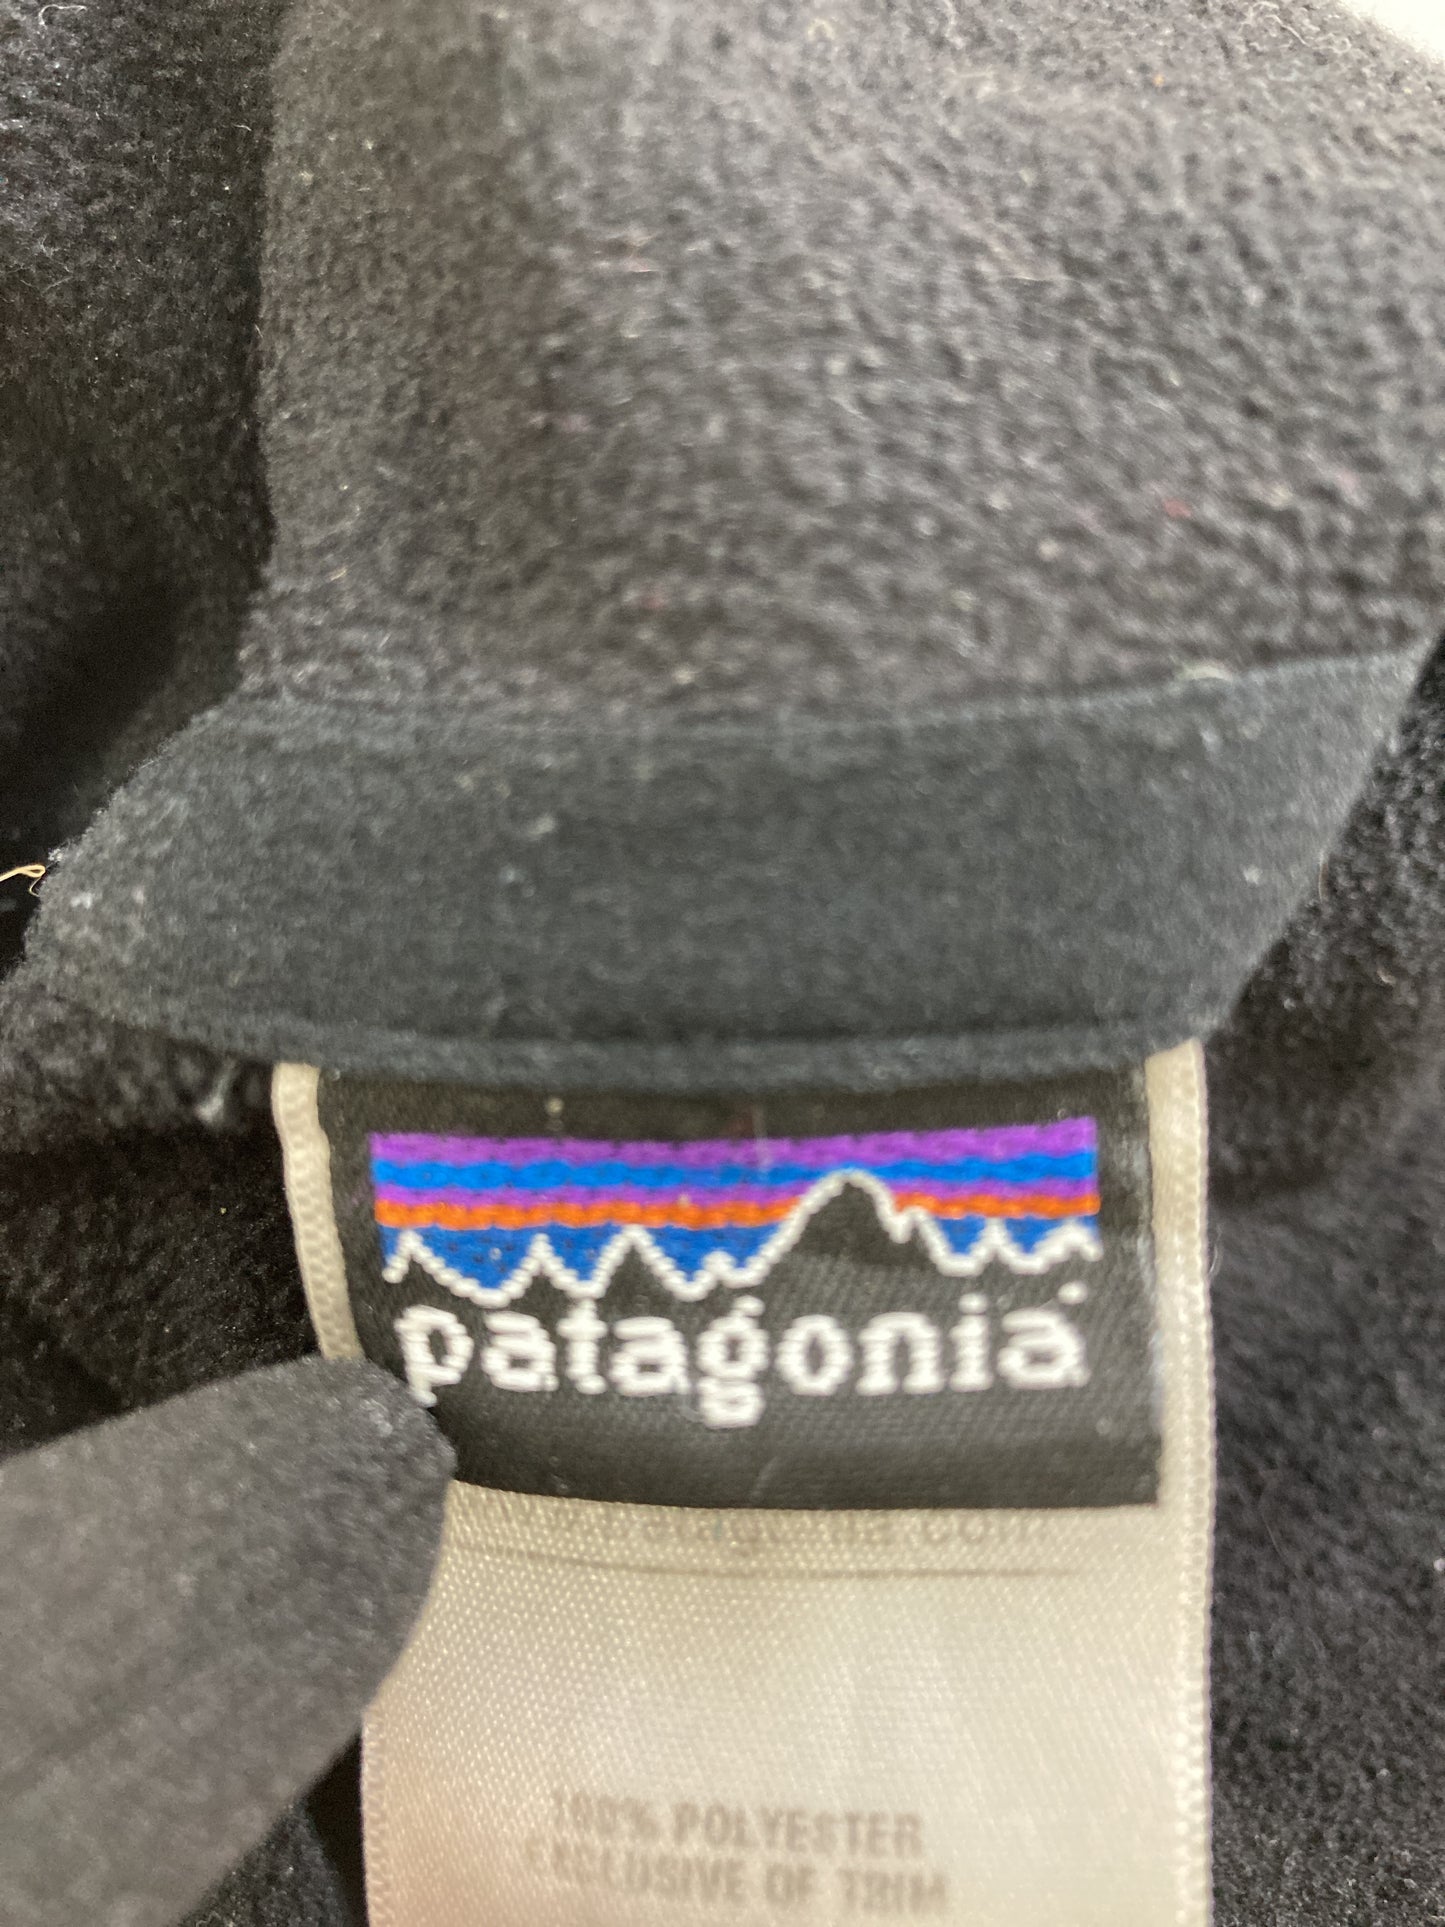 patagonia
100% POLYESTER
EXCLUSIVE OF TRIM